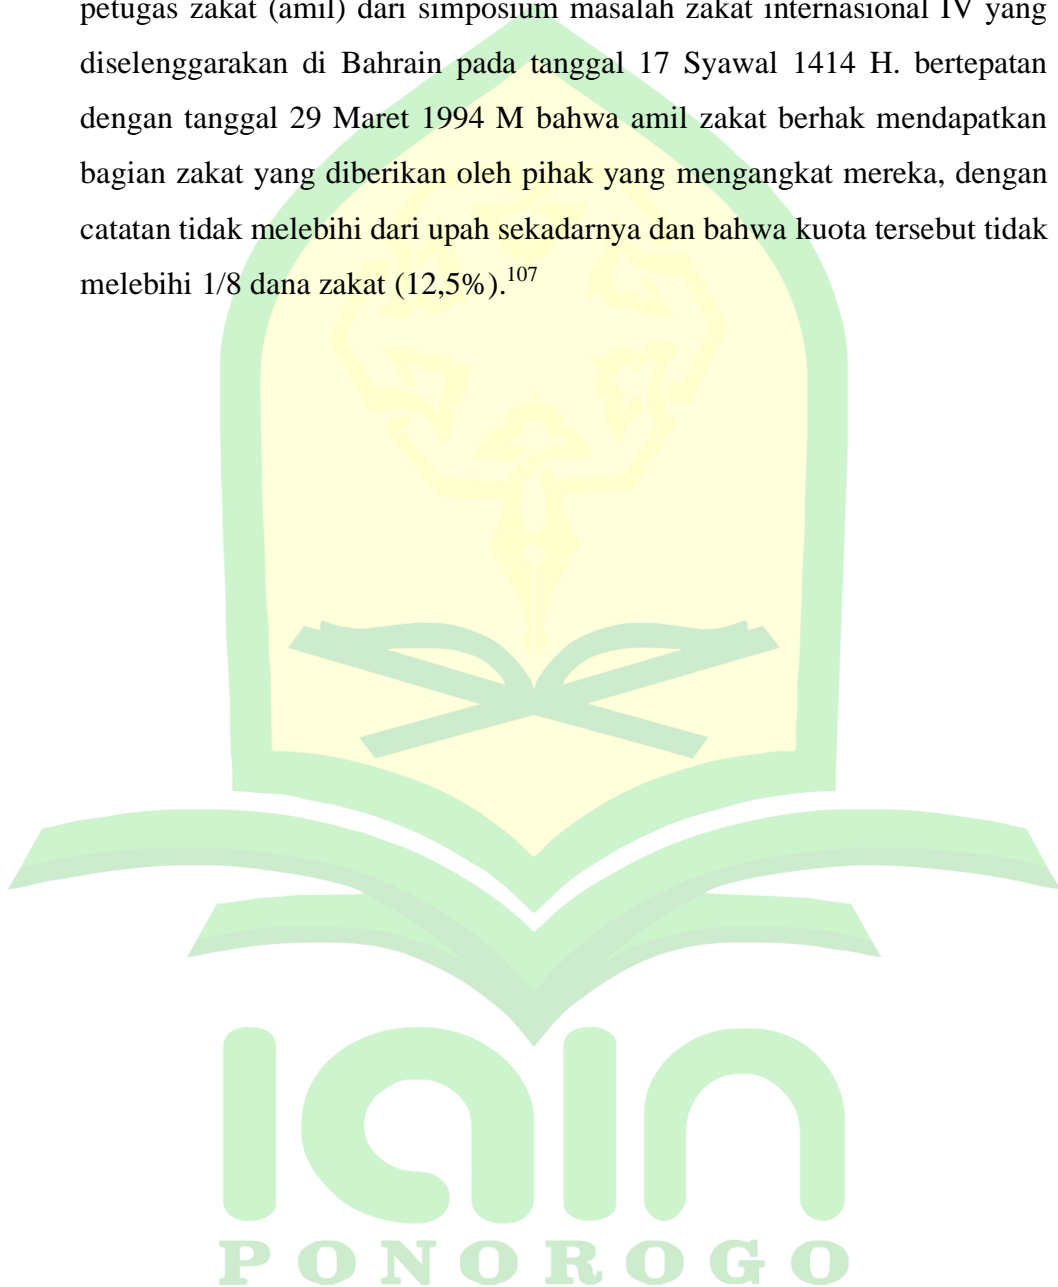 petugas zakat (amil) dari simposium masalah zakat internasional IV yang
diselenggarakan di Bahrain pada tanggal 17 Syawal 1414 H. bertepatan
dengan tanggal 29 Maret 1994 M bahwa amil zakat berhak mendapatkan
bagian zakat yang diberikan oleh pihak yang mengangkat mereka, dengan
catatan tidak melebihi dari upah sekadarnya dan bahwa kuota tersebut tidak
melebihi 1/8 dana zakat (12,5%).107
iain
PONOROGO